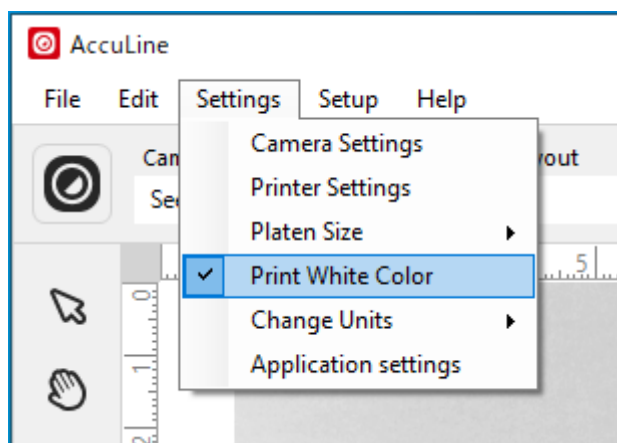 AccuLine
File Edit Settings Setup Help
Camera Settings
Printer Settings
Platen Size
Print White Color
Change Units
Application settings
5
0
1
2